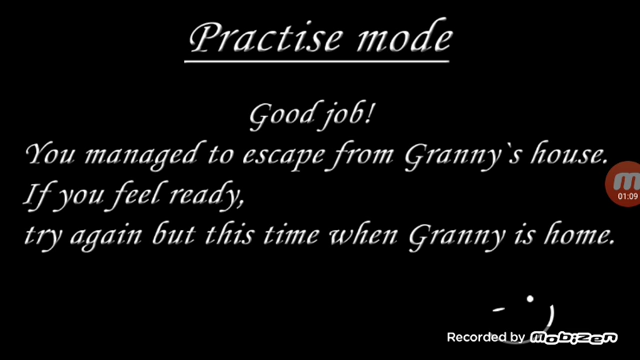 Practise mode
Good job!
You managed to escape from Granny`s house.
If you feel ready,
try again but this time when Granny is home.
01:09
Recorded by mobizen